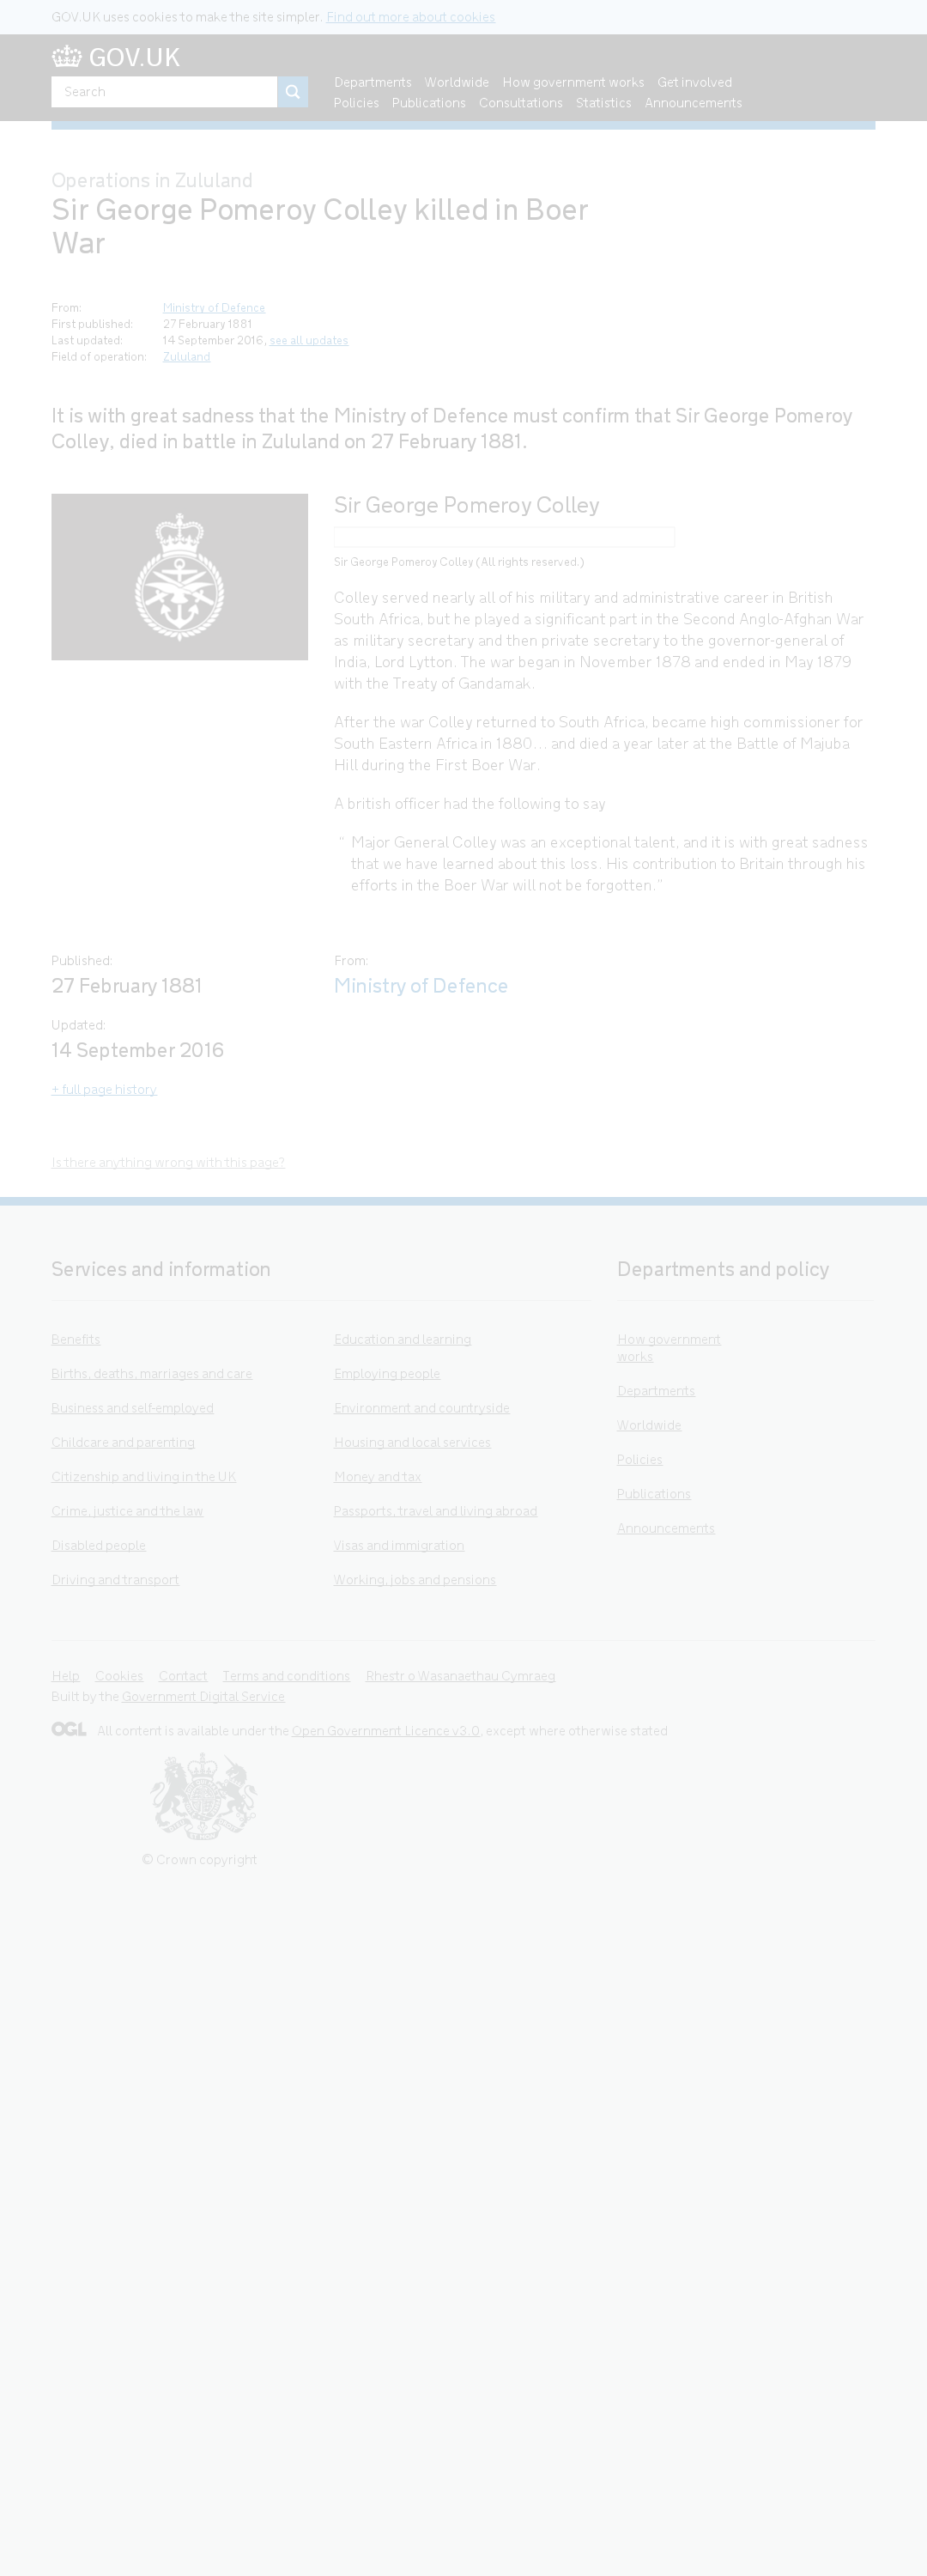 GOV.UK uses cookies to make the site simpler. Find out more about cookies
GOV.UK
Search
Departments Worldwide How government works Get involved
Policies Publications Consultations Statistics Announcements
Operations in Zululand
Sir George Pomeroy Colley killed in Boer
War
From: Ministry of Defence
First published: 27 February 1881
Last updated: 14 September 2016, see all updates
Field of operation: Zululand
It is with great sadness that the Ministry of Defence must confirm that Sir George Pomeroy
Colley, died in battle in Zululand on 27 February 1881.
Sir George Pomeroy Colley
Sir George Pomeroy Colley (All rights reserved.)
Colley served nearly all of his military and administrative career in British
South Africa, but he played a significant part in the Second Anglo-Afghan War
as military secretary and then private secretary to the governor-general of
India, Lord Lytton. The war began in November 1878 and ended in May 1879
with the Treaty of Gandamak.
After the war Colley returned to South Africa, became high commissioner for
South Eastern Africa in 1880… and died a year later at the Battle of Majuba
Hill during the First Boer War.
A british officer had the following to say
“ Major General Colley was an exceptional talent, and it is with great sadness
that we have learned about this loss. His contribution to Britain through his
efforts in the Boer War will not be forgotten.”
Published:
27 February 1881
From:
Ministry of Defence
Updated:
14 September 2016
+ full page history
Is there anything wrong with this page?
Services and information
Benefits
Births, deaths, marriages and care
Business and self-employed
Childcare and parenting
Citizenship and living in the UK
Crime, justice and the law
Disabled people
Driving and transport
Education and learning
Employing people
Environment and countryside
Housing and local services
Money and tax
Passports, travel and living abroad
Visas and immigration
Working, jobs and pensions
Departments and policy
How government
works
Departments
Worldwide
Policies
Publications
Announcements
Help Cookies Contact Terms and conditions Rhestr o Wasanaethau Cymraeg
Built by the Government Digital Service
OGL All content is available under the Open Government Licence v3.0, except where otherwise stated
© Crown copyright